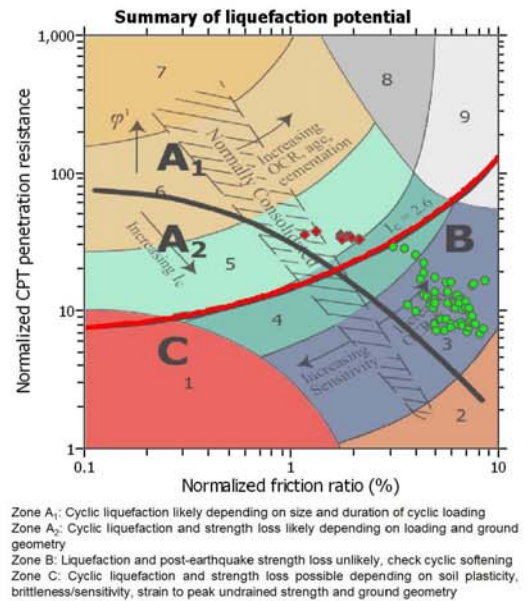 Summary of liquefaction potential
1,000
100
10
1
Normalized CPT penetration resistance
7
8
9
φ'
Increasing
OCR, age,
cementation
Normally Consolidated
A1
6
A2
Increasing Ic
5
Ic = 2.6
B
4
C
1
Increasing
Sensitivity
3
2
0.1
1
10
Normalized friction ratio (%)
Zone A1: Cyclic liquefaction likely depending on size and duration of cyclic loading
Zone A2: Cyclic liquefaction and strength loss likely depending on loading and ground
geometry
Zone B: Liquefaction and post-earthquake strength loss unlikely, check cyclic softening
Zone C: Cyclic liquefaction and strength loss possible depending on soil plasticity,
brittleness/sensitivity, strain to peak undrained strength and ground geometry